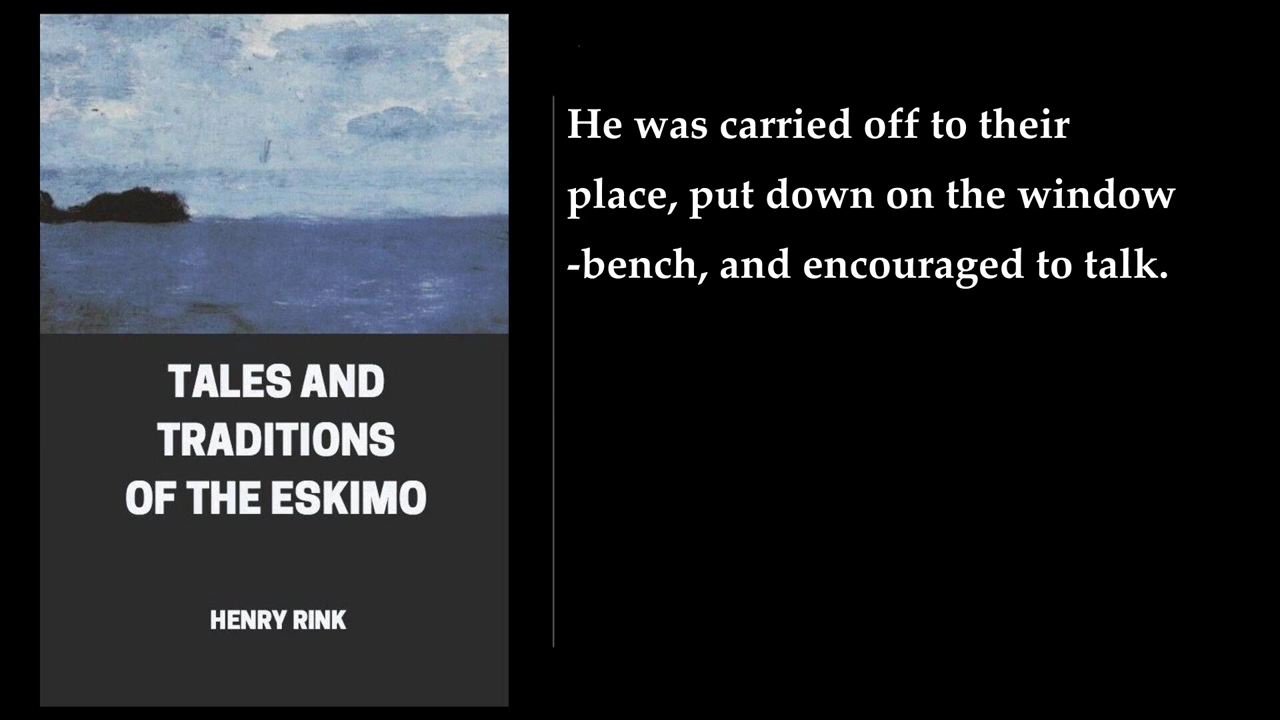 TALES AND
TRADITIONS
OF THE ESKIMO
HENRY RINK
He was carried off to their
place, put down on the window
-bench, and encouraged to talk.